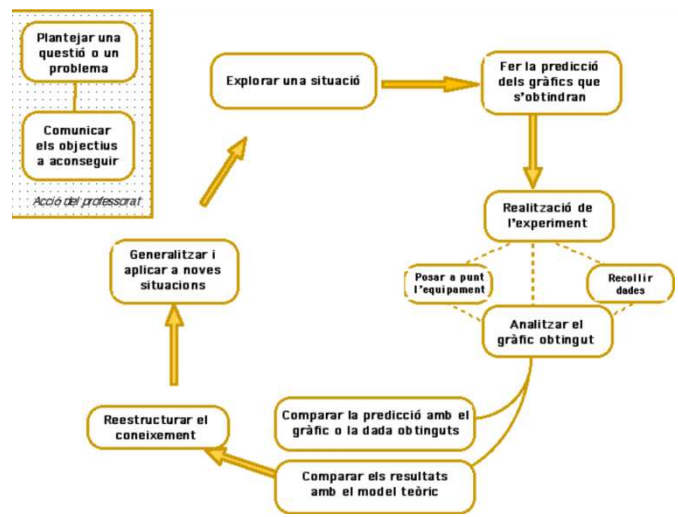 Plantejar una
questió o un
problema
Comunicar
els objectius
a aconseguir
Acció del professorat
Explorar una situació
Fer la predicció
dels gràfics que
s'obtindran
Realització de
l'experiment
Posar a punt
l'equipament
Recollir
dades
Analitzar el
gràfic obtingut
Comparar la predicció amb el
gràfic o la dada obtinguts
Comparar els resultats
amb el model teòric
Reestructurar el
coneixement
Generalitzar i
aplicar a noves
situacions